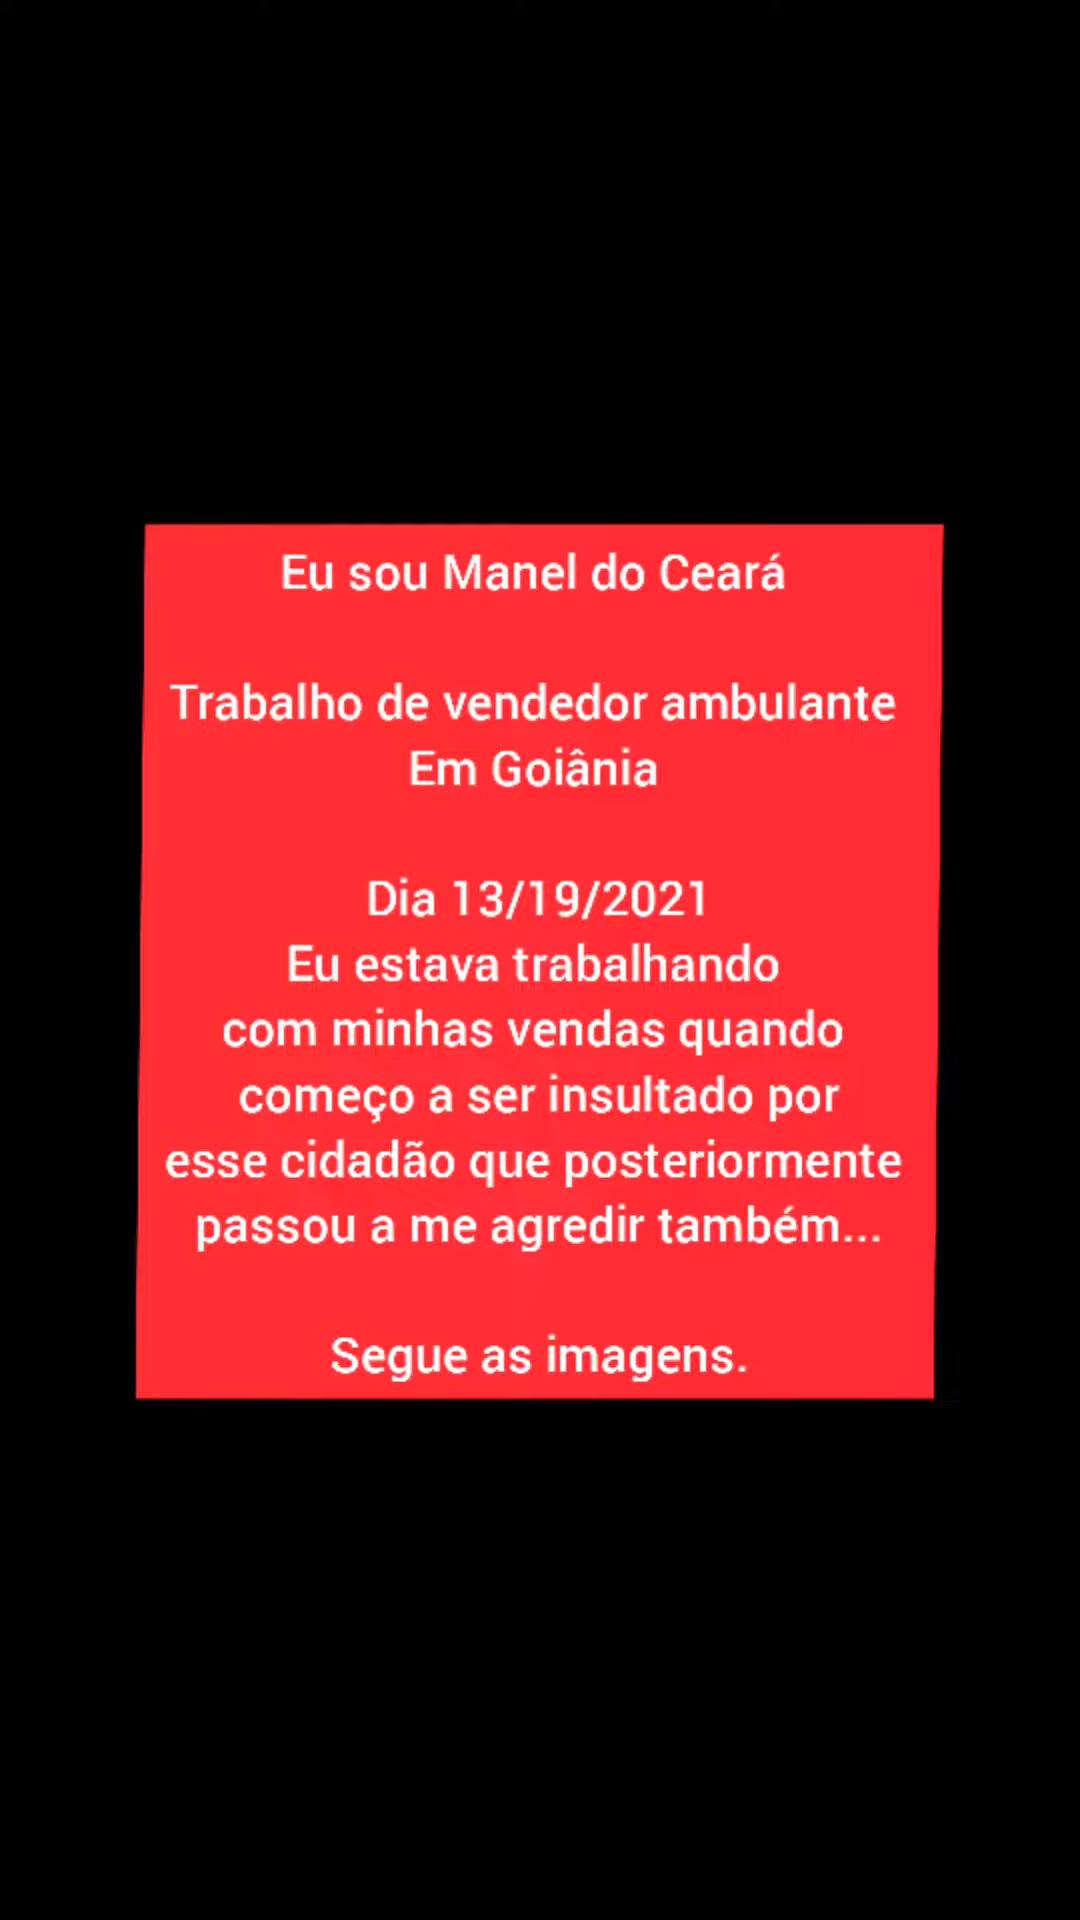 Eu sou Manel do Ceará
Trabalho de vendedor ambulante
Em Goiânia
Dia 13/19/2021
Eu estava trabalhando
com minhas vendas quando
começo a ser insultado por
esse cidadão que posteriormente
passou a me agredir também...
Segue as imagens.